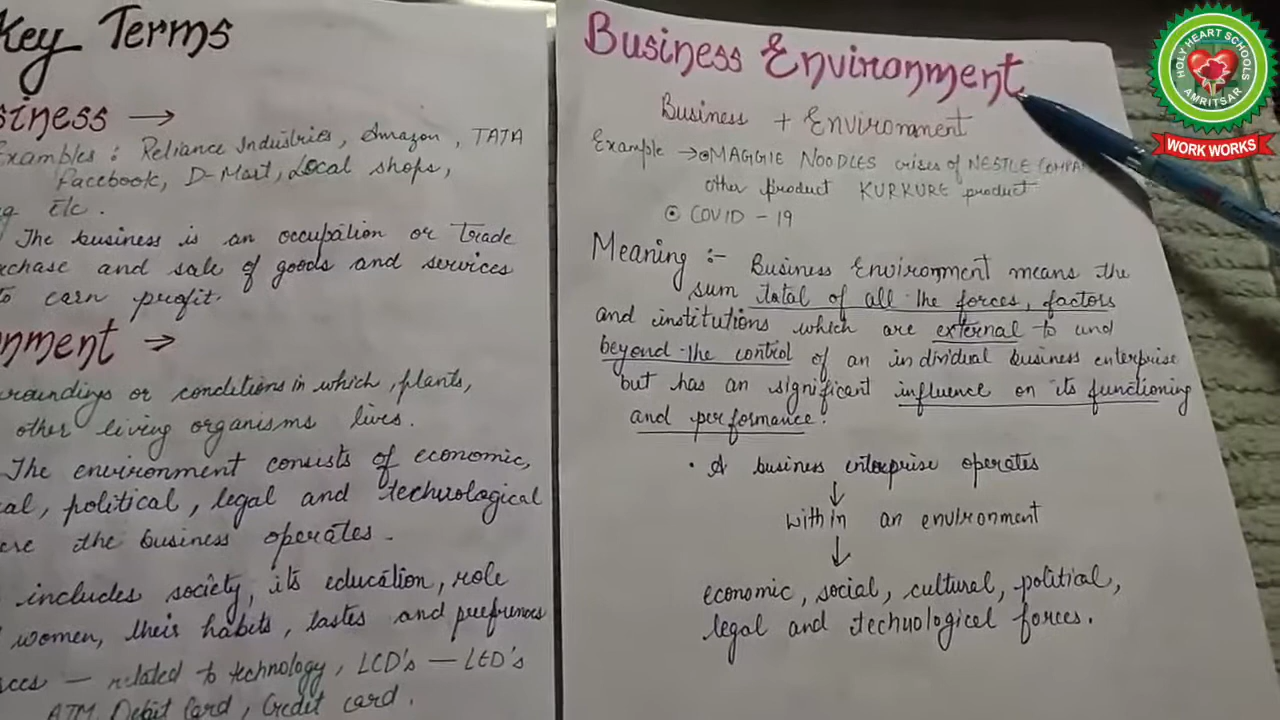 Key Terms
siness →
Exambles : Reliance Industries, Amazon, TATA
facebook, D-Mart, Local shops,
g Etc.
The business is an occupation or trade
rchase and sale of goods and services
to earn profit.
nment →
roundings or conditions in which, plants,
other living organisms lives.
The environment consists of economic,
al, political, legal and technological
ere the business operates.
includes society, its education, role
women, their habits, tastes and preefrences
rces — related to technology, LCD's — LED's
ATM, Debit Card, Credit card.
Business Environment
Business + Environment
Example → ⊙ MAGGIE NOODLES crises of NESTLE COMPA
other product KURKURE product
⊙ COVID - 19
Meaning :- Business Environment means the
sum total of all the forces, factors
and institutions which are external to and
beyond the control of an individual business enterprise
but has an significant influence on its functioning
and performance.
• A business enterprise operates
↓
within an environment
↓
economic, social, cultural, political,
legal and technological forces.
HOLY HEART SCHOOLS
AMRITSAR
WORK WORKS